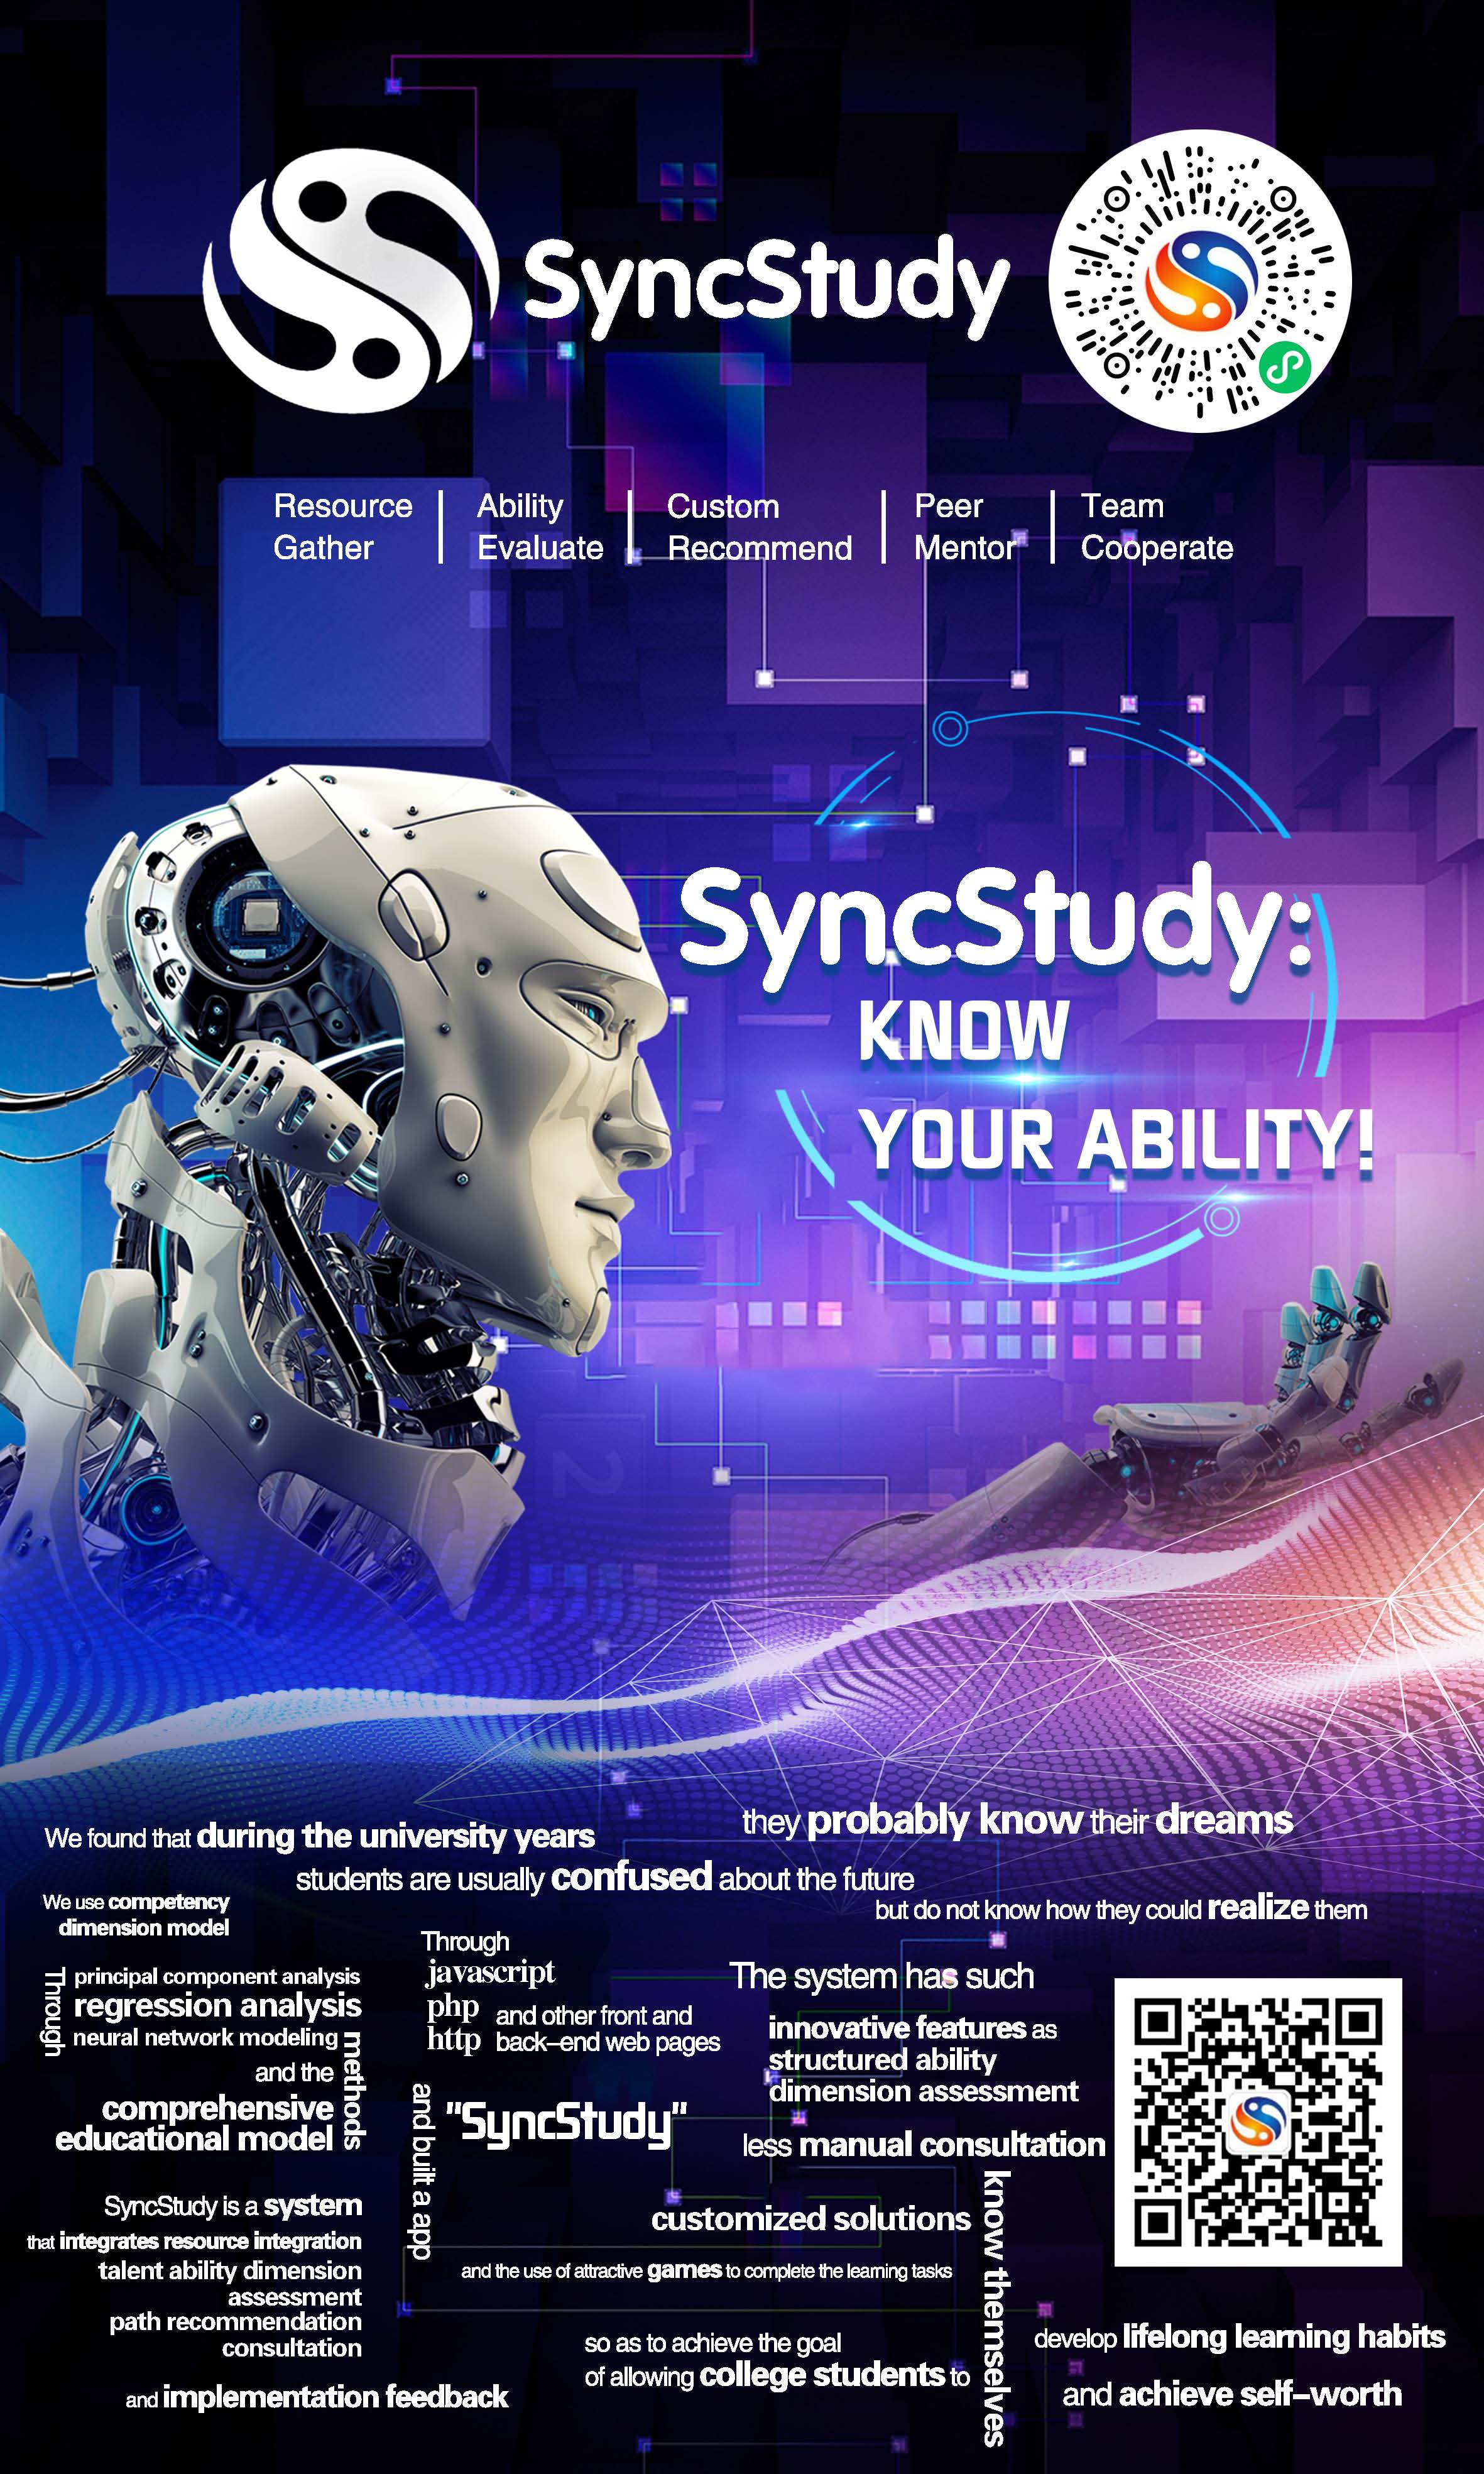 SyncStudy
Resource
Gather
Ability
Evaluate
Custom
Recommend
Peer
Mentor
Team
Cooperate
SyncStudy:
KNOW
YOUR ABILITY!
We found that during the university years
students are usually confused about the future
they probably know their dreams
but do not know how they could realize them
We use competency
dimension model
Through
principal component analysis
regression analysis
neural network modeling
and the
comprehensive
educational model
methods
SyncStudy is a system
that integrates resource integration
talent ability dimension
assessment
path recommendation
consultation
and implementation feedback
Through
javascript
php
http
and other front and
back–end web pages
and built a app
"SyncStudy"
The system has such
innovative features as
structured ability
dimension assessment
less manual consultation
customized solutions
and the use of attractive games to complete the learning tasks
so as to achieve the goal
of allowing college students to
know themselves
develop lifelong learning habits
and achieve self–worth